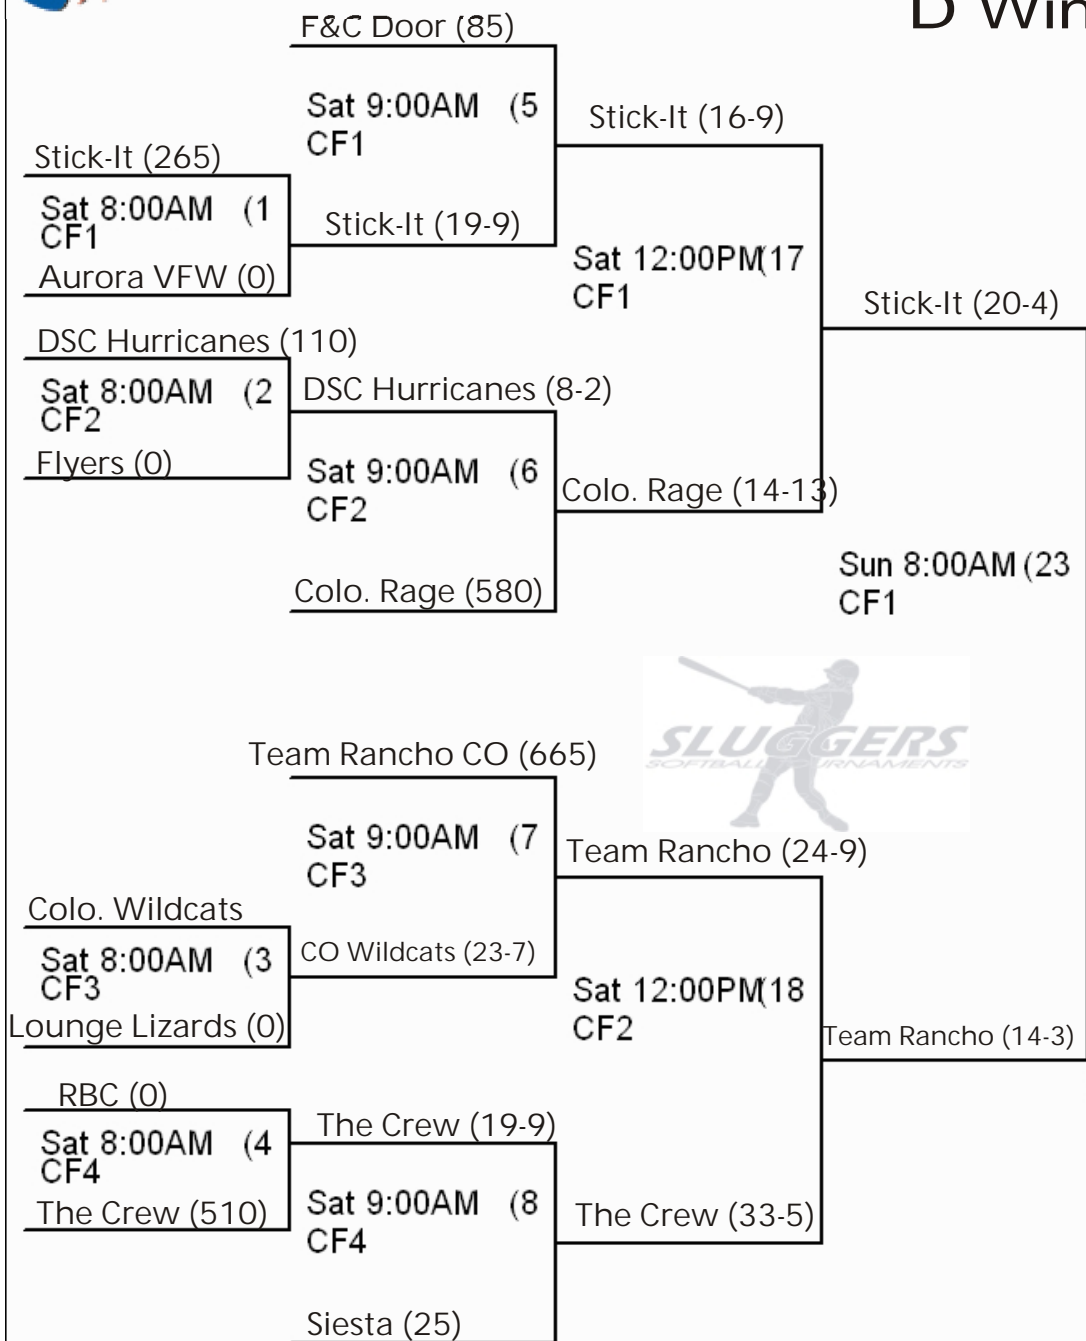 D Win
F&C Door (85)
Sat 9:00AM (5
CF1
Stick-It (16-9)
Stick-It (265)
Sat 8:00AM (1
CF1
Stick-It (19-9)
Aurora VFW (0)
Sat 12:00PM(17
CF1
Stick-It (20-4)
DSC Hurricanes (110)
Sat 8:00AM (2
CF2
DSC Hurricanes (8-2)
Flyers (0)
Sat 9:00AM (6
CF2
Colo. Rage (14-13)
Colo. Rage (580)
Sun 8:00AM (23
CF1
SLUGGERS
Team Rancho CO (665)
Sat 9:00AM (7
CF3
Team Rancho (24-9)
Colo. Wildcats
Sat 8:00AM (3
CF3
CO Wildcats (23-7)
Lounge Lizards (0)
Sat 12:00PM(18
CF2
Team Rancho (14-3)
RBC (0)
Sat 8:00AM (4
CF4
The Crew (19-9)
The Crew (510)
Sat 9:00AM (8
CF4
The Crew (33-5)
Siesta (25)